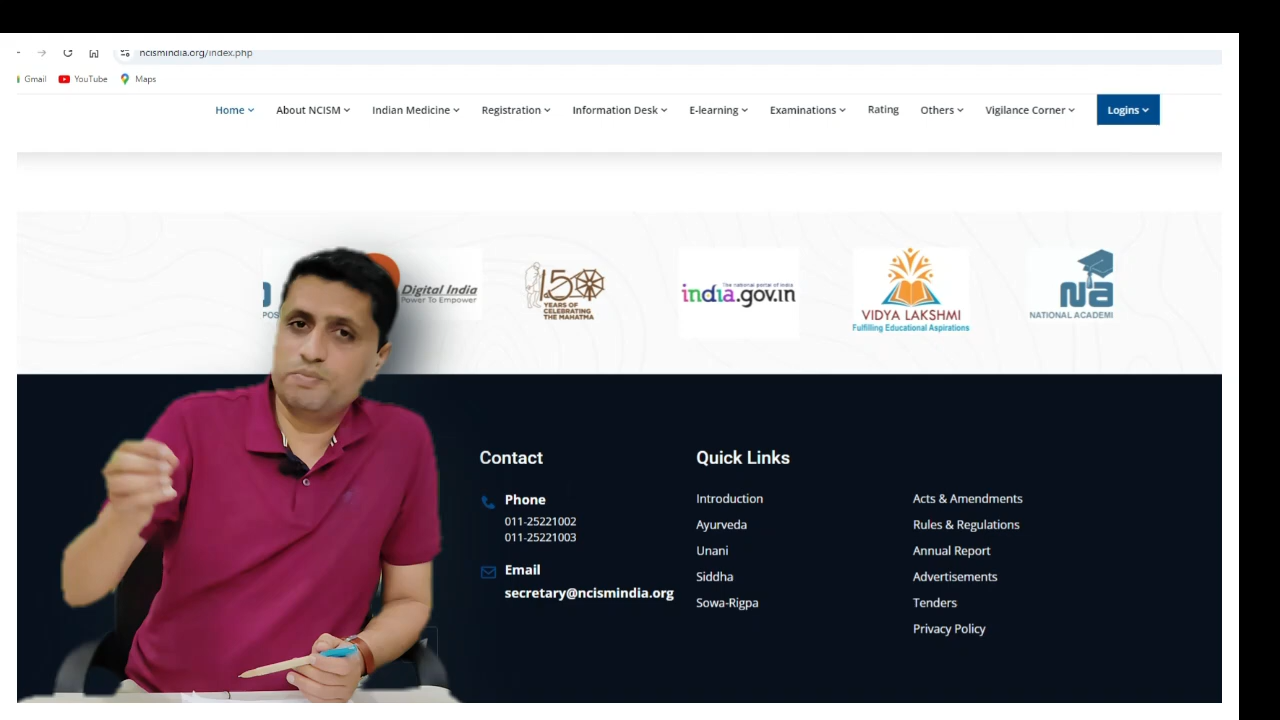 ncismindia.org/index.php
Gmail YouTube Maps
Home About NCISM Indian Medicine Registration Information Desk E-learning Examinations Rating Others Vigilance Corner Logins
POS
Digital India
Power To Empower
150
YEARS OF
CELEBRATING
THE MAHATMA
The national portal of india
india.gov.in
VIDYA LAKSHMI
Fulfilling Educational Aspirations
na
NATIONAL ACADEMI
Contact
Phone
011-25221002
011-25221003
Email
secretary@ncismindia.org
Quick Links
Introduction
Ayurveda
Unani
Siddha
Sowa-Rigpa
Acts & Amendments
Rules & Regulations
Annual Report
Advertisements
Tenders
Privacy Policy